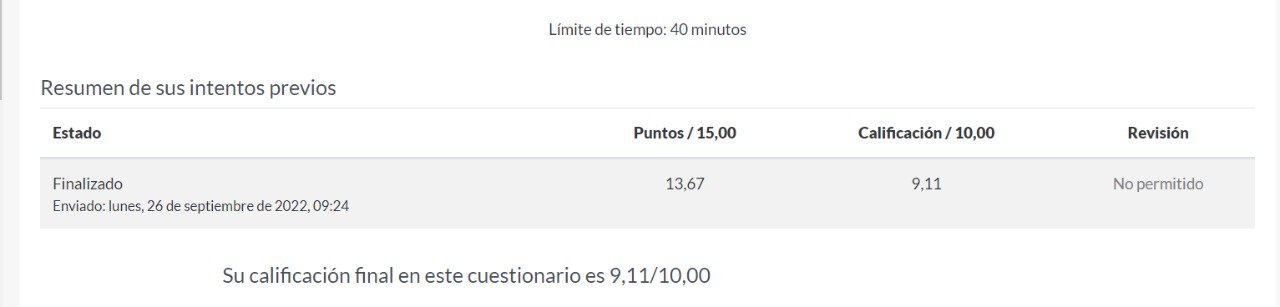 Límite de tiempo: 40 minutos
Resumen de sus intentos previos
Estado Puntos / 15,00 Calificación / 10,00 Revisión
Finalizado 13,67 9,11 No permitido
Enviado: lunes, 26 de septiembre de 2022, 09:24
Su calificación final en este cuestionario es 9,11/10,00